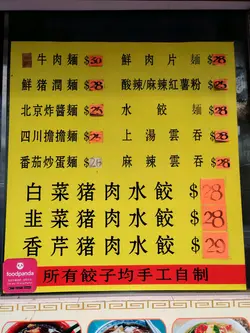 牛肉麵 $30 鮮肉片麵 $28
鮮猪潤麵 $28 酸辣/麻辣紅薯粉 $25
北京炸醬麵 $25 水餃麵 $28
四川擔擔麵 $25 上湯雲吞 $28
番茄炒蛋麵 $28 麻辣雲吞 $28
白菜猪肉水餃 $28
韭菜猪肉水餃 $28
香芹猪肉水餃 $29
foodpanda
所有餃子均手工自制